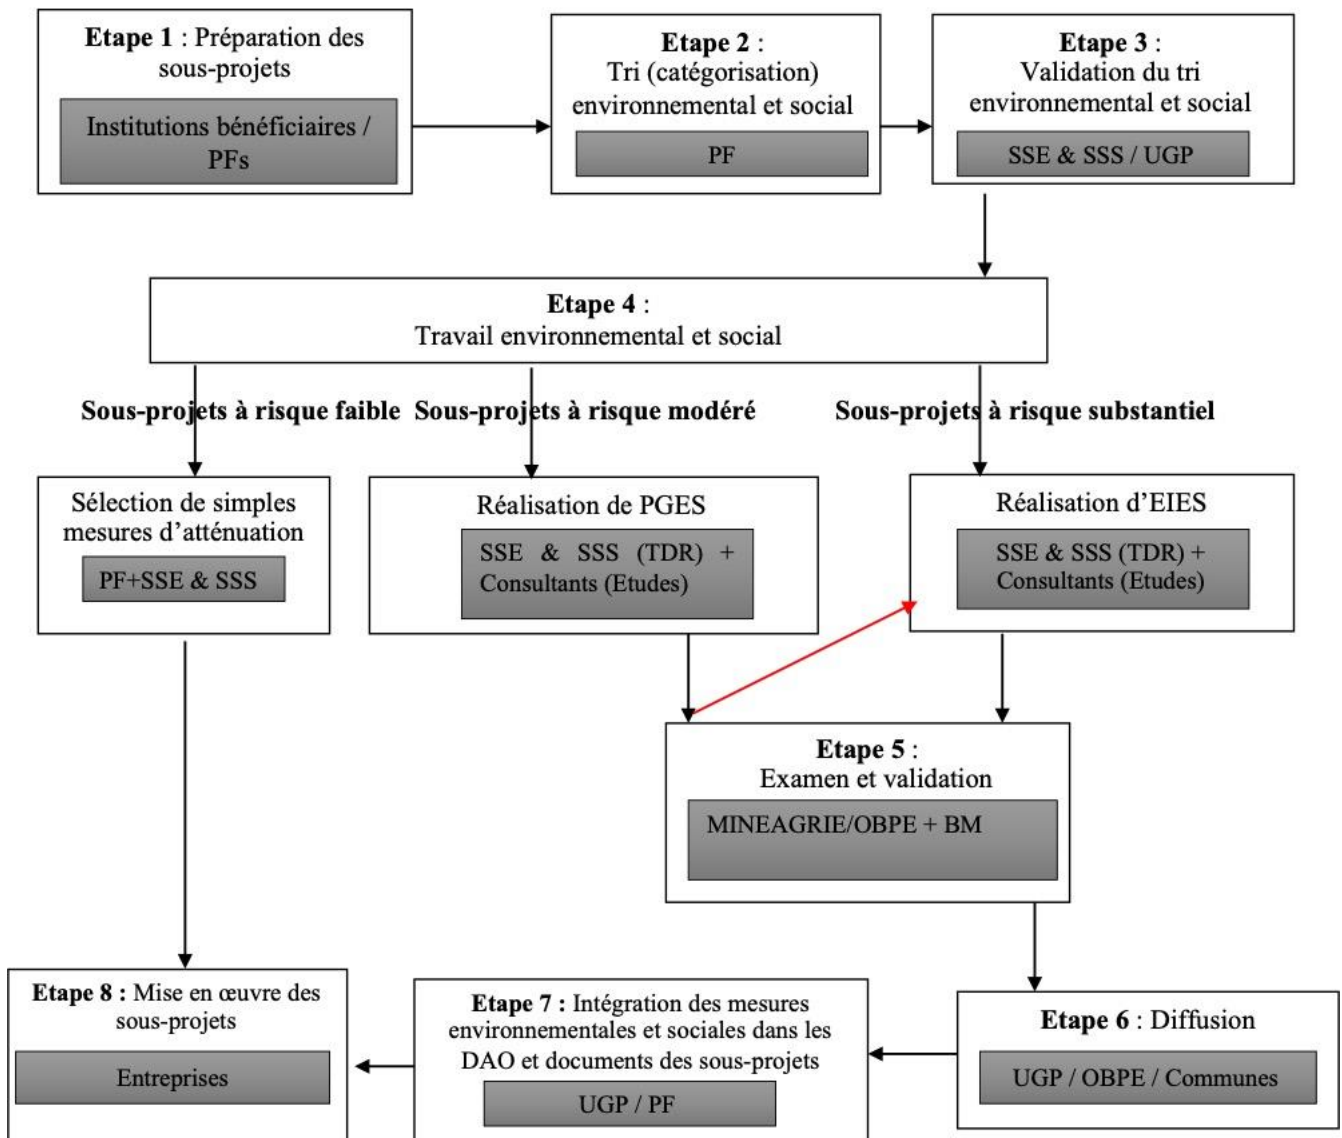 Etape 1 : Préparation des
sous-projets
Institutions bénéficiaires /
PFs
Etape 2 :
Tri (catégorisation)
environnemental et social
PF
Etape 3 :
Validation du tri
environnemental et social
SSE & SSS / UGP
Etape 4 :
Travail environnemental et social
Sous-projets à risque faible
Sous-projets à risque modéré
Sous-projets à risque substantiel
Sélection de simples
mesures d’atténuation
PF+SSE & SSS
Réalisation de PGES
SSE & SSS (TDR) +
Consultants (Etudes)
Réalisation d’EIES
SSE & SSS (TDR) +
Consultants (Etudes)
Etape 5 :
Examen et validation
MINEAGRIE/OBPE + BM
Etape 6 : Diffusion
UGP / OBPE / Communes
Etape 7 : Intégration des mesures
environnementales et sociales dans les
DAO et documents des sous-projets
UGP / PF
Etape 8 : Mise en œuvre des
sous-projets
Entreprises